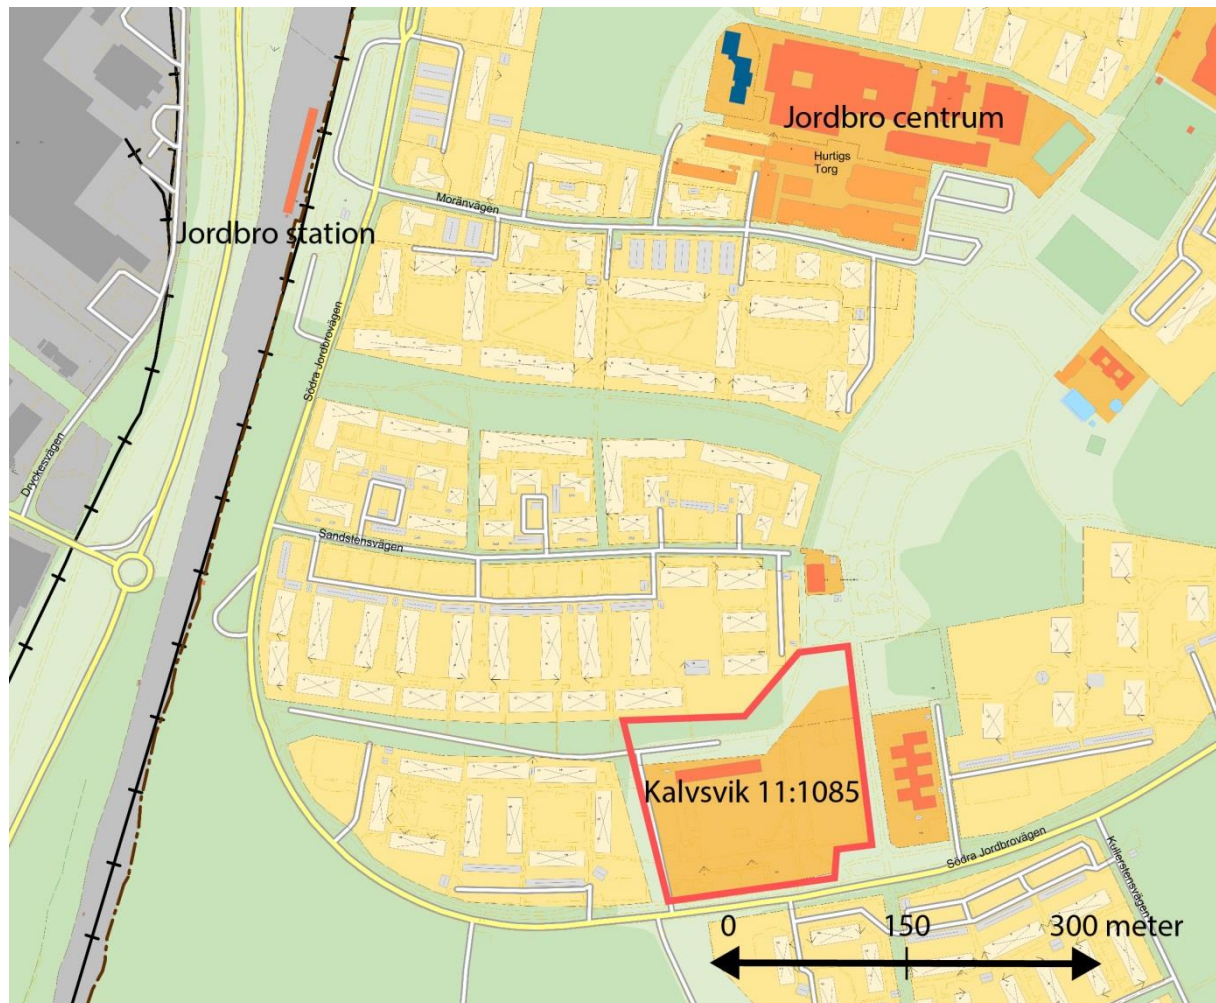 Jordbro centrum
Hurtigs
Torg
Moränvägen
Jordbro station
Södra Jordbrovägen
Dryckesvägen
Sandstensvägen
Kalvsvik 11:1085
Södra Jordbrovägen
Kullerstensvägen
0 150 300 meter